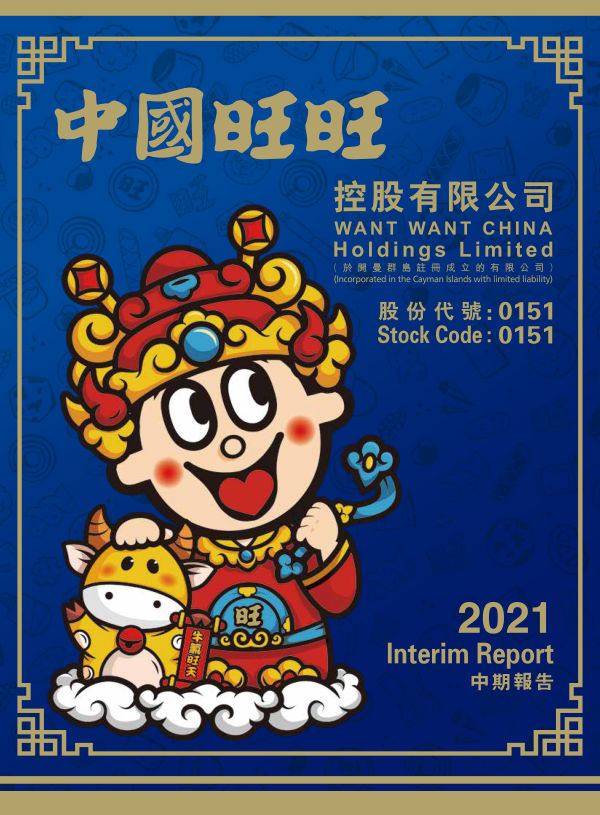 中國旺旺
控股有限公司
WANT WANT CHINA
Holdings Limited
(於開曼群島註冊成立的有限公司)
(Incorporated in the Cayman Islands with limited liability)
股份代號：0151
Stock Code：0151
旺
牛氣旺天
2021
Interim Report
中期報告